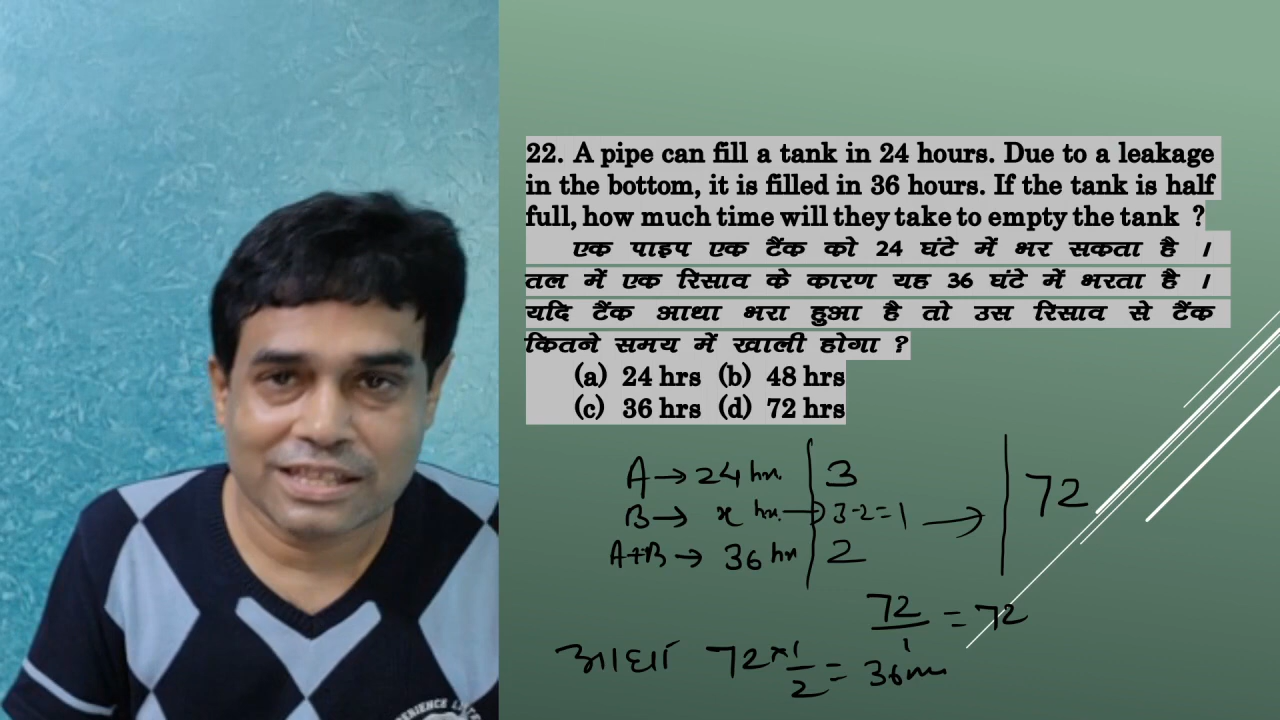 22. A pipe can fill a tank in 24 hours. Due to a leakage
in the bottom, it is filled in 36 hours. If the tank is half
full, how much time will they take to empty the tank ?
एक पाइप एक टैंक को 24 घंटे में भर सकता है ।
तल में एक रिसाव के कारण यह 36 घंटे में भरता है ।
यदि टैंक आधा भरा हुआ है तो उस रिसाव से टैंक
कितने समय में खाली होगा ?
(a) 24 hrs (b) 48 hrs
(c) 36 hrs (d) 72 hrs
A → 24 hr. 3
B → x hr. → 3-2=1 → 72
A+B → 36 hr 2
72/1 = 72
आधा 72 × 1/2 = 36